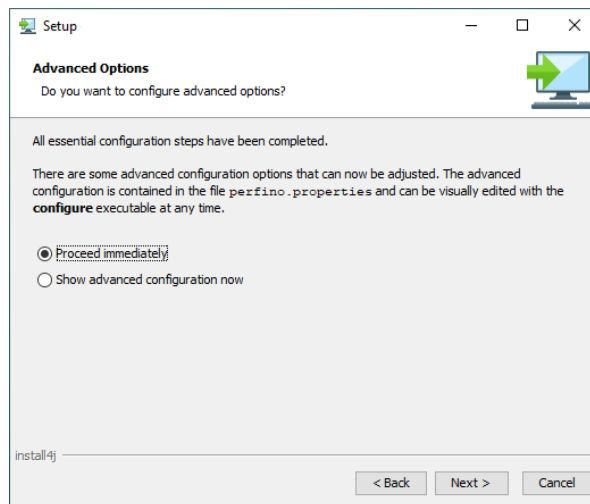 Setup
Advanced Options
Do you want to configure advanced options?
All essential configuration steps have been completed.
There are some advanced configuration options that can now be adjusted. The advanced
configuration is contained in the file perfino.properties and can be visually edited with the
configure executable at any time.
Proceed immediately
Show advanced configuration now
install4j
< Back Next > Cancel